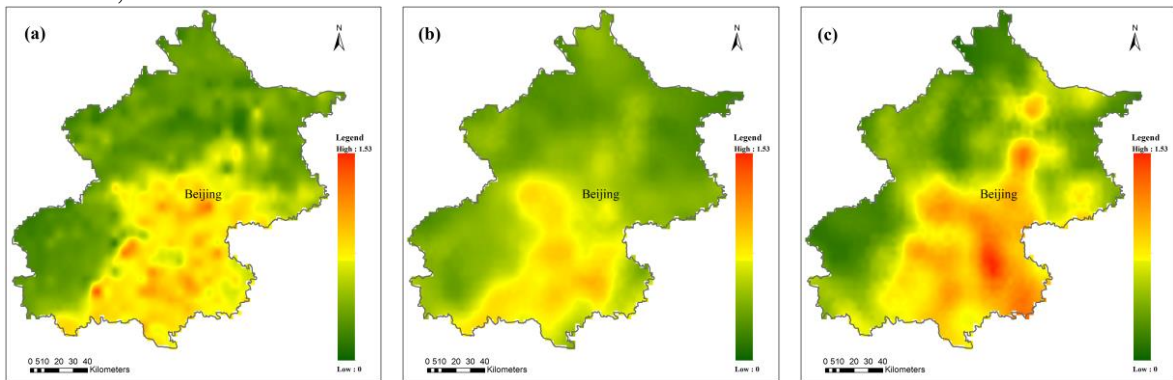 (a)
N
Legend
High : 1.53
Beijing
Low : 0
0 510 20 30 40
Kilometers
(b)
N
Legend
High : 1.53
Beijing
Low : 0
0 510 20 30 40
Kilometers
(c)
N
Legend
High : 1.53
Beijing
Low : 0
0 510 20 30 40
Kilometers